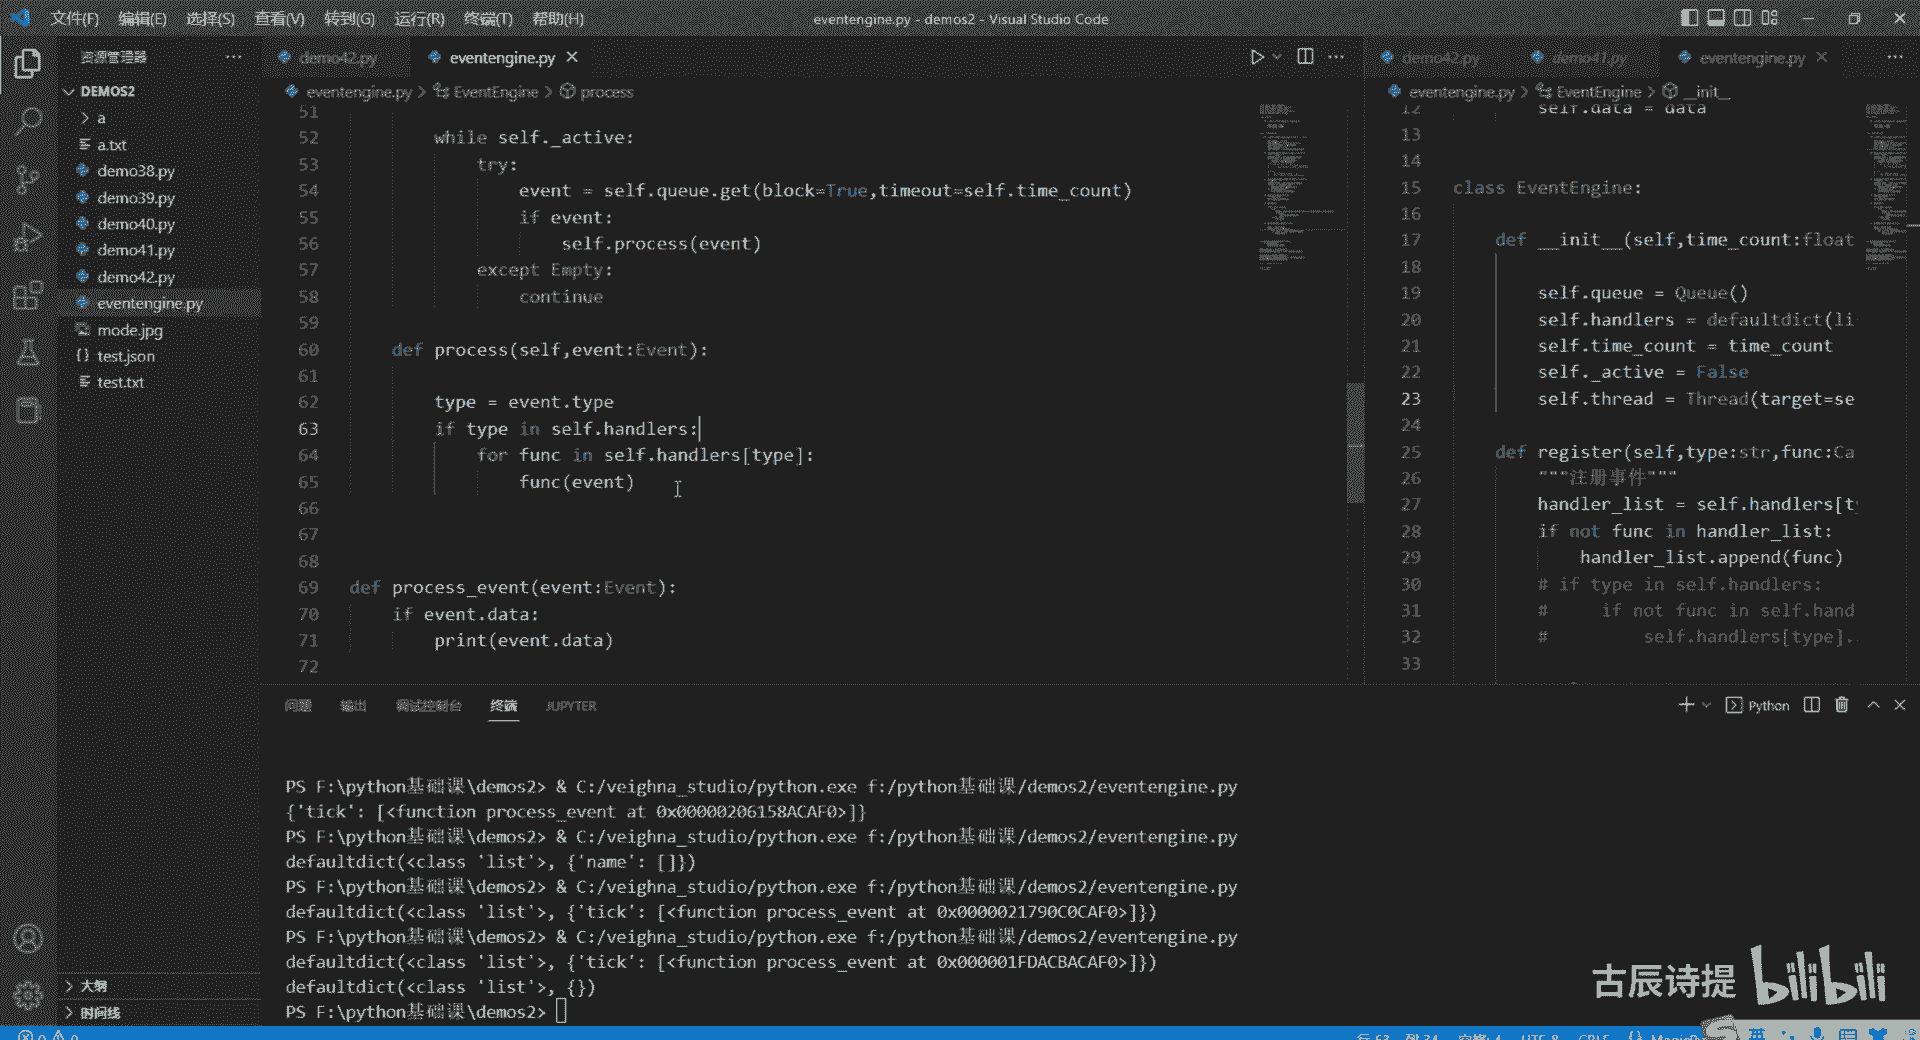 文件(F) 编辑(E) 选择(S) 查看(V) 转到(G) 运行(R) 终端(T) 帮助(H)
eventengine.py - demos2 - Visual Studio Code
资源管理器
DEMOS2
a
a.txt
demo38.py
demo39.py
demo40.py
demo41.py
demo42.py
eventengine.py
mode.jpg
test.json
test.txt
大纲
时间线
demo42.py eventengine.py
eventengine.py > EventEngine > process
51
52 while self._active:
53 try:
54 event = self.queue.get(block=True,timeout=self.time_count)
55 if event:
56 self.process(event)
57 except Empty:
58 continue
59
60 def process(self,event:Event):
61
62 type = event.type
63 if type in self.handlers:
64 for func in self.handlers[type]:
65 func(event)
66
67
68
69 def process_event(event:Event):
70 if event.data:
71 print(event.data)
72
demo42.py demo41.py eventengine.py
eventengine.py > EventEngine > __init__
12 self.data = data
13
14
15 class EventEngine:
16
17 def __init__(self,time_count:float
18
19 self.queue = Queue()
20 self.handlers = defaultdict(li
21 self.time_count = time_count
22 self._active = False
23 self.thread = Thread(target=se
24
25 def register(self,type:str,func:Ca
26 """注册事件"""
27 handler_list = self.handlers[ty
28 if not func in handler_list:
29 handler_list.append(func)
30 # if type in self.handlers:
31 # if not func in self.hand
32 # self.handlers[type].
33
问题 输出 调试控制台 终端 JUPYTER
Python
PS F:\python基础课\demos2> & C:/veighna_studio/python.exe f:/python基础课/demos2/eventengine.py
{'tick': [<function process_event at 0x00000206158ACAF0>]}
PS F:\python基础课\demos2> & C:/veighna_studio/python.exe f:/python基础课/demos2/eventengine.py
defaultdict(<class 'list'>, {'name': []})
PS F:\python基础课\demos2> & C:/veighna_studio/python.exe f:/python基础课/demos2/eventengine.py
defaultdict(<class 'list'>, {'tick': [<function process_event at 0x0000021790C0CAF0>]})
PS F:\python基础课\demos2> & C:/veighna_studio/python.exe f:/python基础课/demos2/eventengine.py
defaultdict(<class 'list'>, {'tick': [<function process_event at 0x000001FDACBACAF0>]})
defaultdict(<class 'list'>, {})
PS F:\python基础课\demos2>
古辰诗提 bilibili